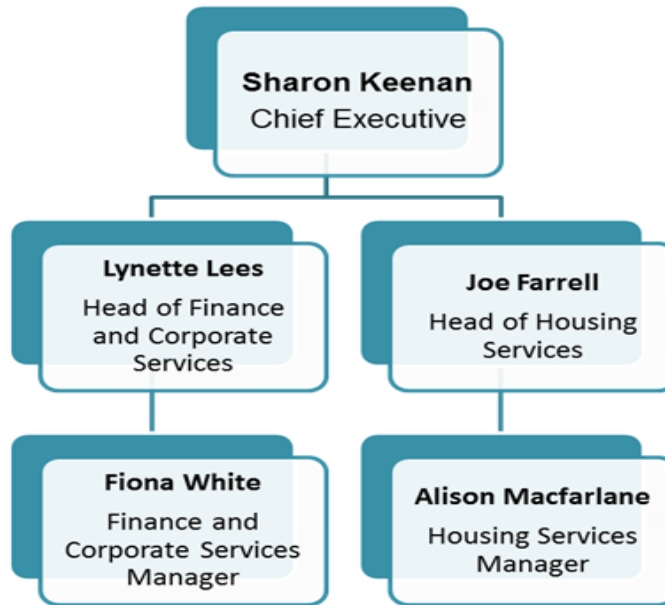 Sharon Keenan
Chief Executive
Lynette Lees
Head of Finance
and Corporate
Services
Joe Farrell
Head of Housing
Services
Fiona White
Finance and
Corporate Services
Manager
Alison Macfarlane
Housing Services
Manager